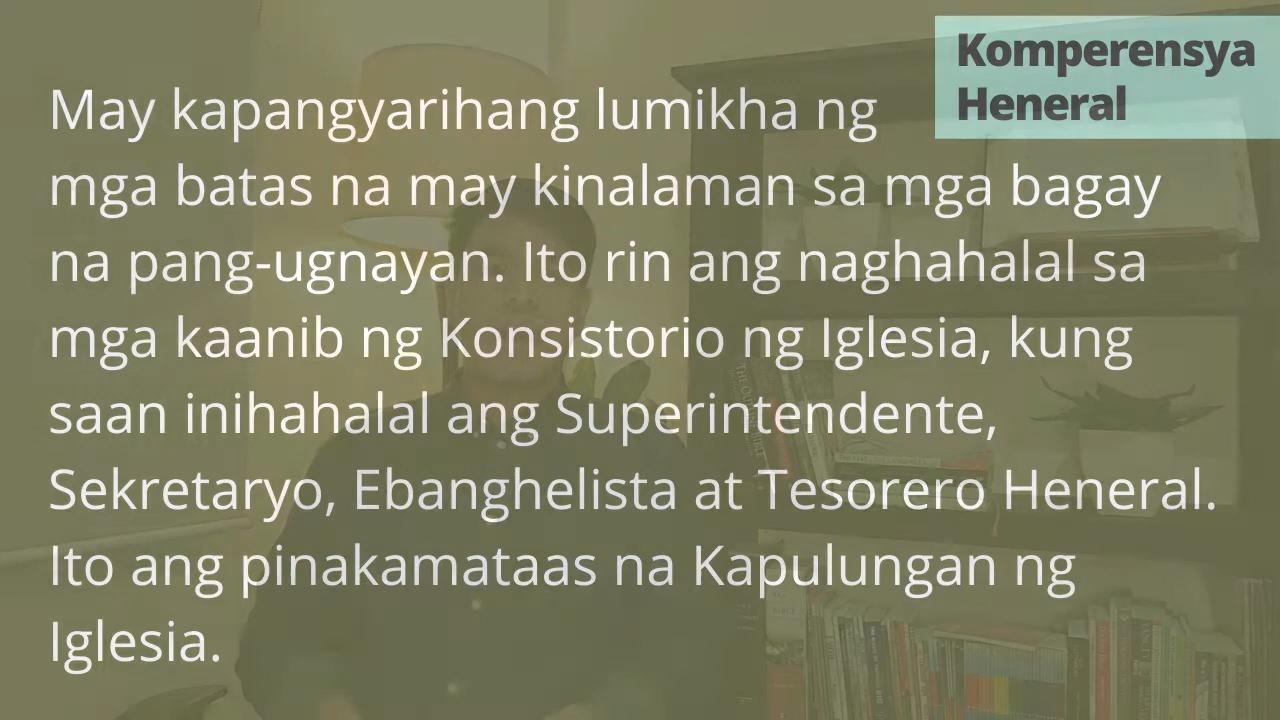 Komperensya
Heneral
May kapangyarihang lumikha ng
mga batas na may kinalaman sa mga bagay
na pang-ugnayan. Ito rin ang naghahalal sa
mga kaanib ng Konsistorio ng Iglesia, kung
saan inihahalal ang Superintendente,
Sekretaryo, Ebanghelista at Tesorero Heneral.
Ito ang pinakamataas na Kapulungan ng
Iglesia.